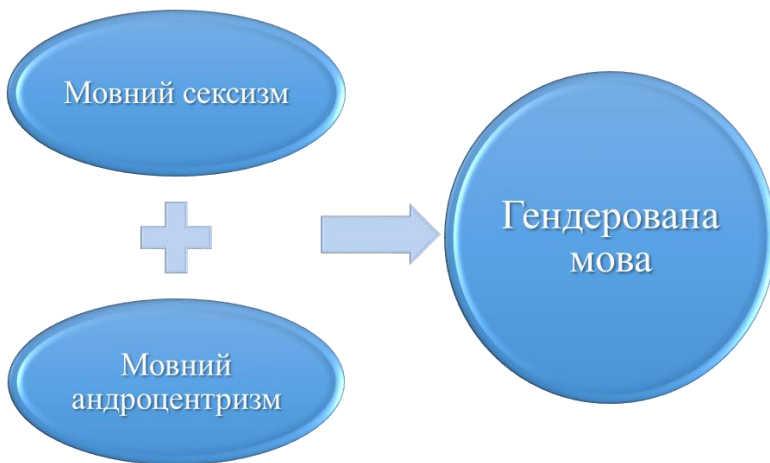 Мовний сексизм
Мовний
андроцентризм
Гендерована
мова